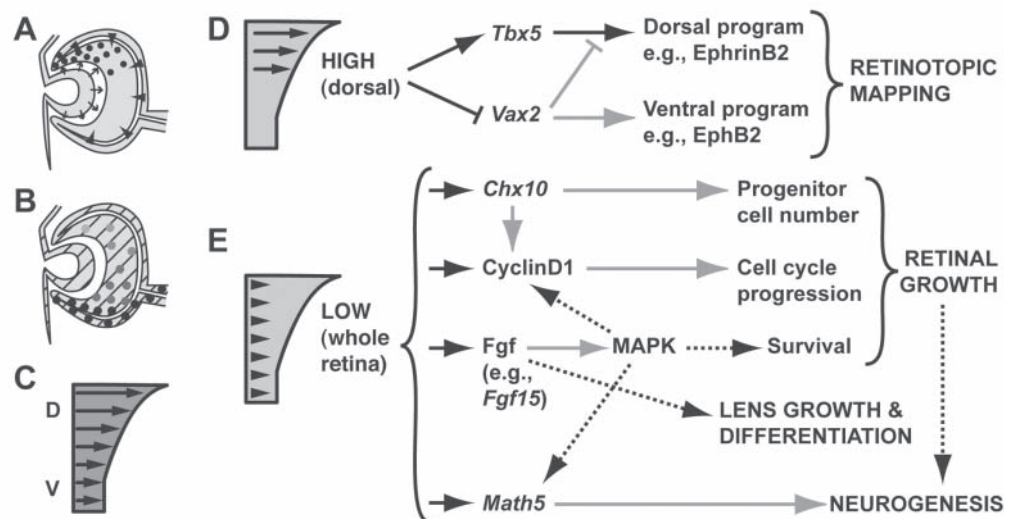 A
B
C
D
V
D
HIGH
(dorsal)
Tbx5
Dorsal program
e.g., EphrinB2
Vax2
Ventral program
e.g., EphB2
RETINOTOPIC
MAPPING
E
LOW
(whole
retina)
Chx10
Progenitor
cell number
CyclinD1
Cell cycle
progression
RETINAL
GROWTH
Fgf
(e.g.,
Fgf15)
MAPK
Survival
LENS GROWTH &
DIFFERENTIATION
Math5
NEUROGENESIS